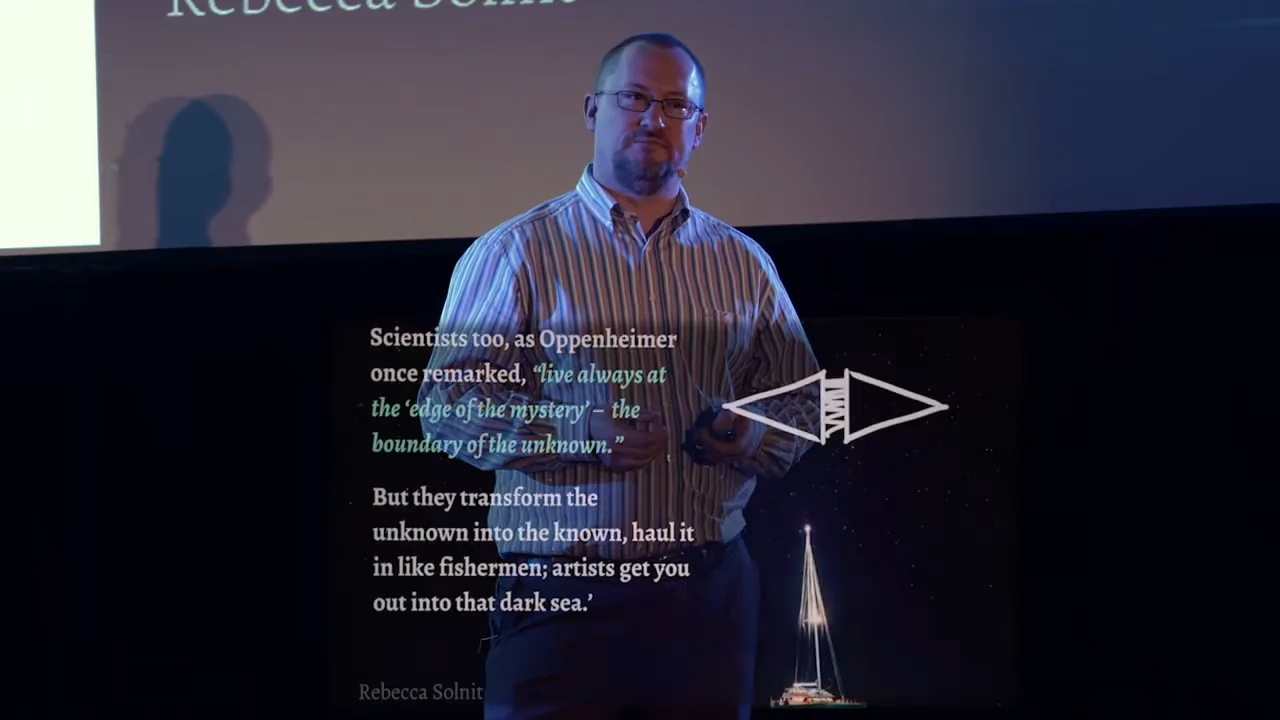 Rebecca Solnit
Scientists too, as Oppenheimer
once remarked, “live always at
the ‘edge of the mystery’ – the
boundary of the unknown.”
But they transform the
unknown into the known, haul it
in like fishermen; artists get you
out into that dark sea.’
Rebecca Solnit